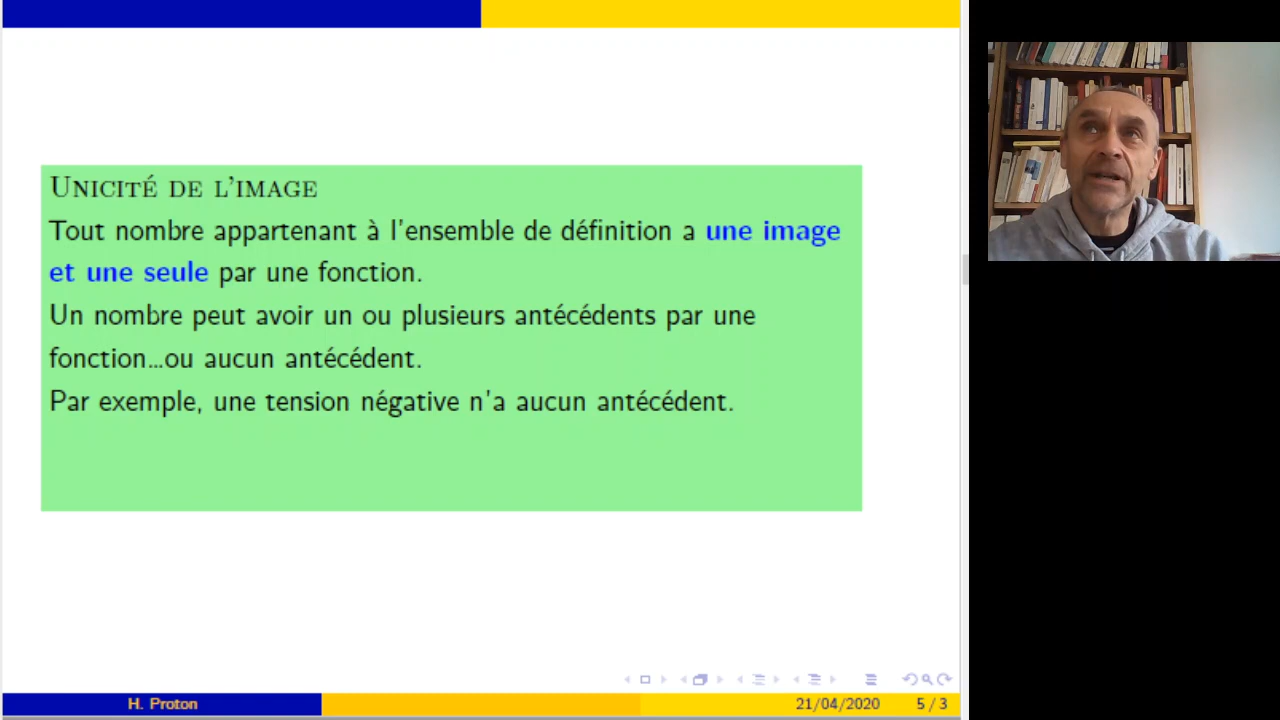 Unicité de l'image
Tout nombre appartenant à l'ensemble de définition a une image
et une seule par une fonction.
Un nombre peut avoir un ou plusieurs antécédents par une
fonction...ou aucun antécédent.
Par exemple, une tension négative n'a aucun antécédent.
H. Proton
21/04/2020
5 / 3